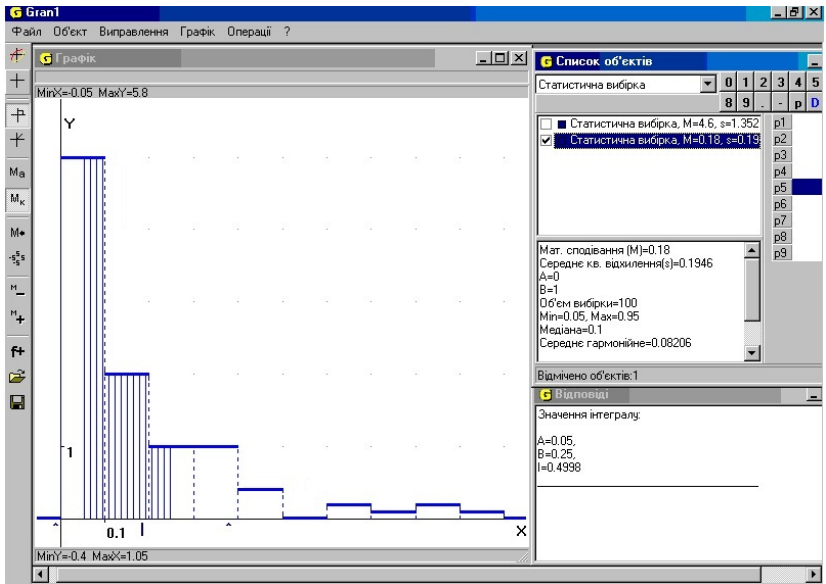 Gran1
Файл Об'єкт Виправлення Графік Операції ?
Графік
MinX=-0.05 MaxY=5.8
Y
1
0.1
X
MinY=-0.4 MaxX=1.05
Ma
Mк
M
s s s s
M
M
f+
Список об'єктів
Статистична вибірка
0 1 2 3 4 5
8 9 . - p D
Статистична вибірка, M=4.6, s=1.352
Статистична вибірка, M=0.18, s=0.19
p1
p2
p3
p4
p5
p6
p7
p8
p9
Мат. сподівання (M)=0.18
Середнє кв. відхилення(s)=0.1946
A=0
B=1
Об'єм вибірки=100
Min=0.05, Max=0.95
Медіана=0.1
Середнє гармонійне=0.08206
Відмічено об'єктів:1
Відповіді
Значення інтегралу:
A=0.05,
B=0.25,
I=0.4998